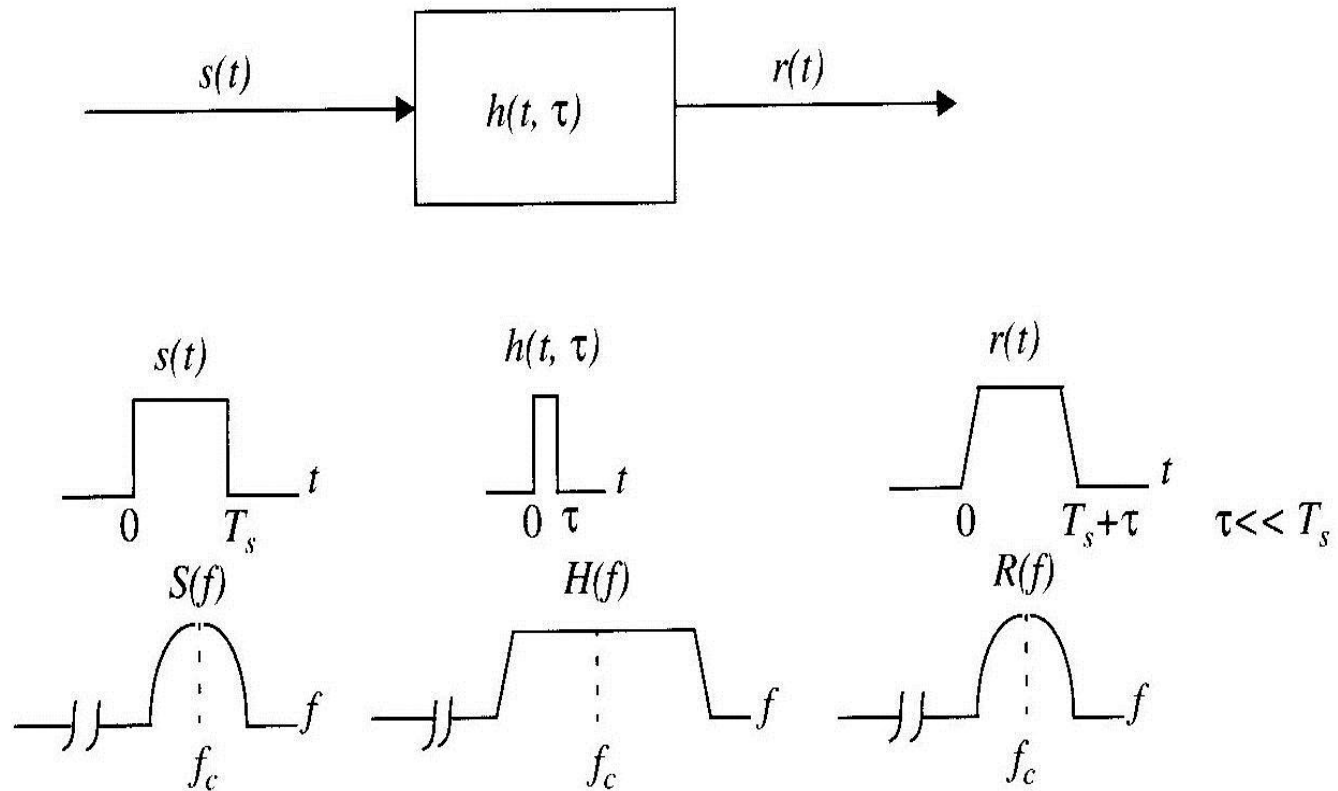 s(t)
h(t, τ)
r(t)
s(t)
h(t, τ)
r(t)
t
t
t
0 T_s
0 τ
0 T_s+τ
τ<< T_s
S(f)
H(f)
R(f)
f
f
f
f_c
f_c
f_c